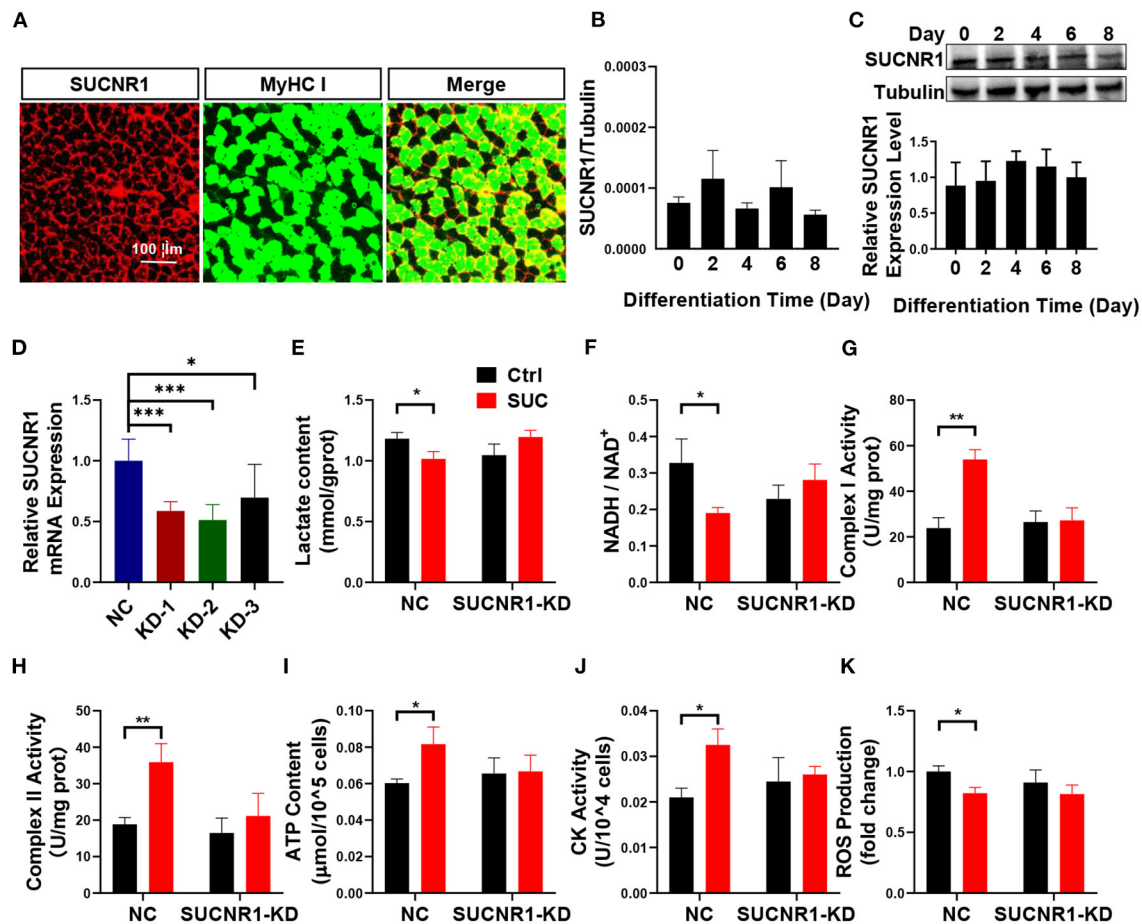 A
SUCNR1
MyHC I
Merge
100 ¦Im
B
SUCNR1/Tubulin
0.0003
0.0002
0.0001
0.0000
0 2 4 6 8
Differentiation Time (Day)
C
Day 0 2 4 6 8
SUCNR1
Tubulin
Relative SUCNR1
Expression Level
1.5
1.0
0.5
0.0
0 2 4 6 8
Differentiation Time (Day)
D
Relative SUCNR1
mRNA Expression
1.5
1.0
0.5
0.0
*
***
***
NC
KD-1
KD-2
KD-3
E
Lactate content
(mmol/gprot)
1.5
1.0
0.5
0.0
*
Ctrl
SUC
NC SUCNR1-KD
F
NADH / NAD⁺
0.5
0.4
0.3
0.2
0.1
0.0
*
NC SUCNR1-KD
G
Complex I Activity
(U/mg prot)
80
60
40
20
0
**
NC SUCNR1-KD
H
Complex II Activity
(U/mg prot)
50
40
30
20
10
0
**
NC SUCNR1-KD
I
ATP Content
(μmol/10^5 cells)
0.10
0.08
0.06
0.04
0.02
0.00
*
NC SUCNR1-KD
J
CK Activity
(U/10^4 cells)
0.04
0.03
0.02
0.01
0.00
*
NC SUCNR1-KD
K
ROS Production
(fold change)
1.5
1.0
0.5
0.0
*
NC SUCNR1-KD